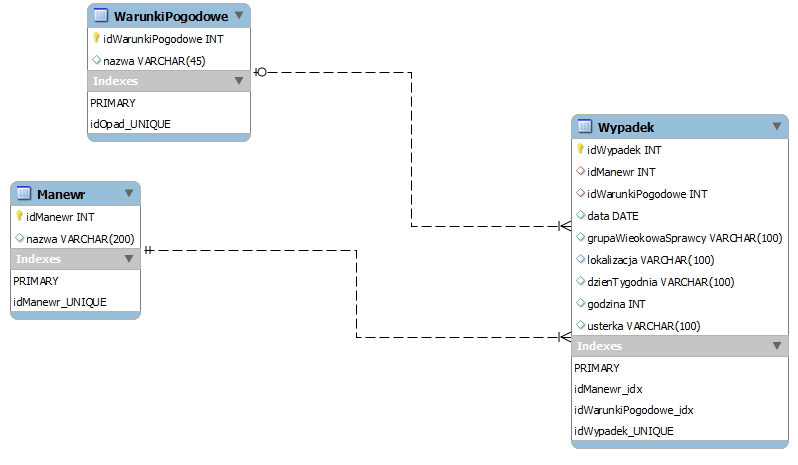 WarunkiPogodowe
idWarunkiPogodowe INT
nazwa VARCHAR(45)
Indexes
PRIMARY
idOpad_UNIQUE
Manewr
idManewr INT
nazwa VARCHAR(200)
Indexes
PRIMARY
idManewr_UNIQUE
Wypadek
idWypadek INT
idManewr INT
idWarunkiPogodowe INT
data DATE
grupaWieokowaSprawcy VARCHAR(100)
lokalizacja VARCHAR(100)
dzienTygodnia VARCHAR(100)
godzina INT
usterka VARCHAR(100)
Indexes
PRIMARY
idManewr_idx
idWarunkiPogodowe_idx
idWypadek_UNIQUE